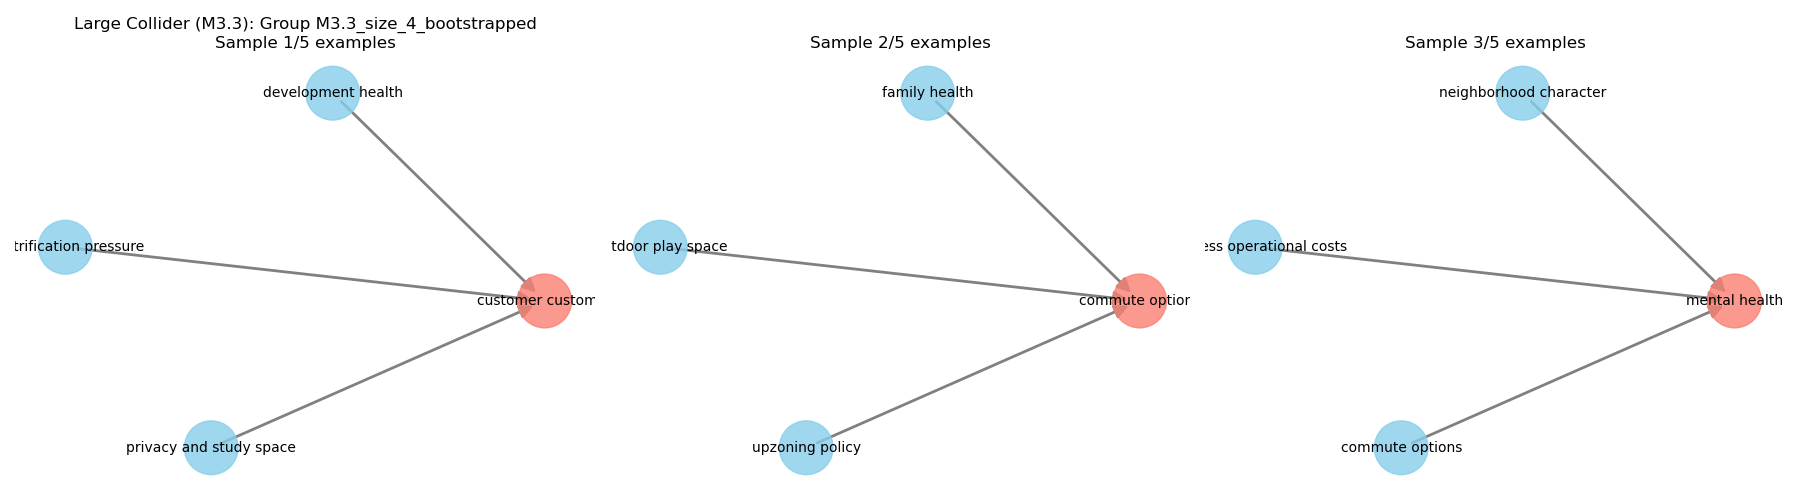 Large Collider (M3.3): Group M3.3_size_4_bootstrapped
Sample 1/5 examples
development health
trification pressure
customer custom
privacy and study space
Sample 2/5 examples
family health
tdoor play space
commute option
upzoning policy
Sample 3/5 examples
neighborhood character
ess operational costs
mental health
commute options